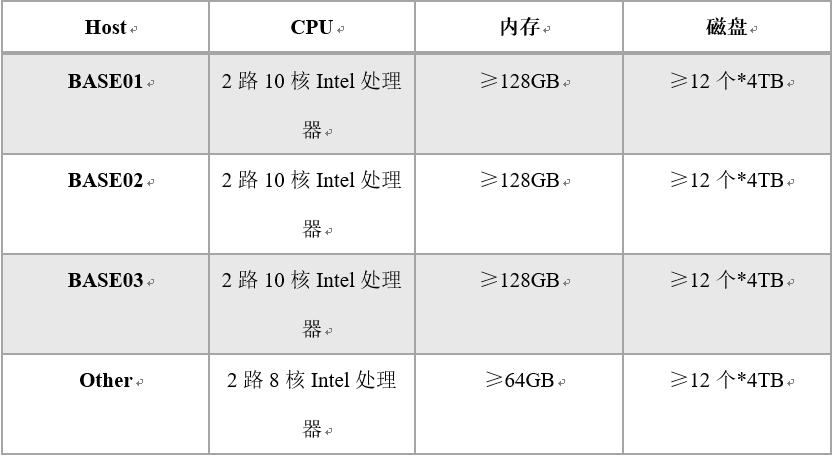 Host CPU 内存 磁盘
BASE01 2 路 10 核 Intel 处理 ≥128GB ≥12 个*4TB
器
BASE02 2 路 10 核 Intel 处理 ≥128GB ≥12 个*4TB
器
BASE03 2 路 10 核 Intel 处理 ≥128GB ≥12 个*4TB
器
Other 2 路 8 核 Intel 处理 ≥64GB ≥12 个*4TB
器